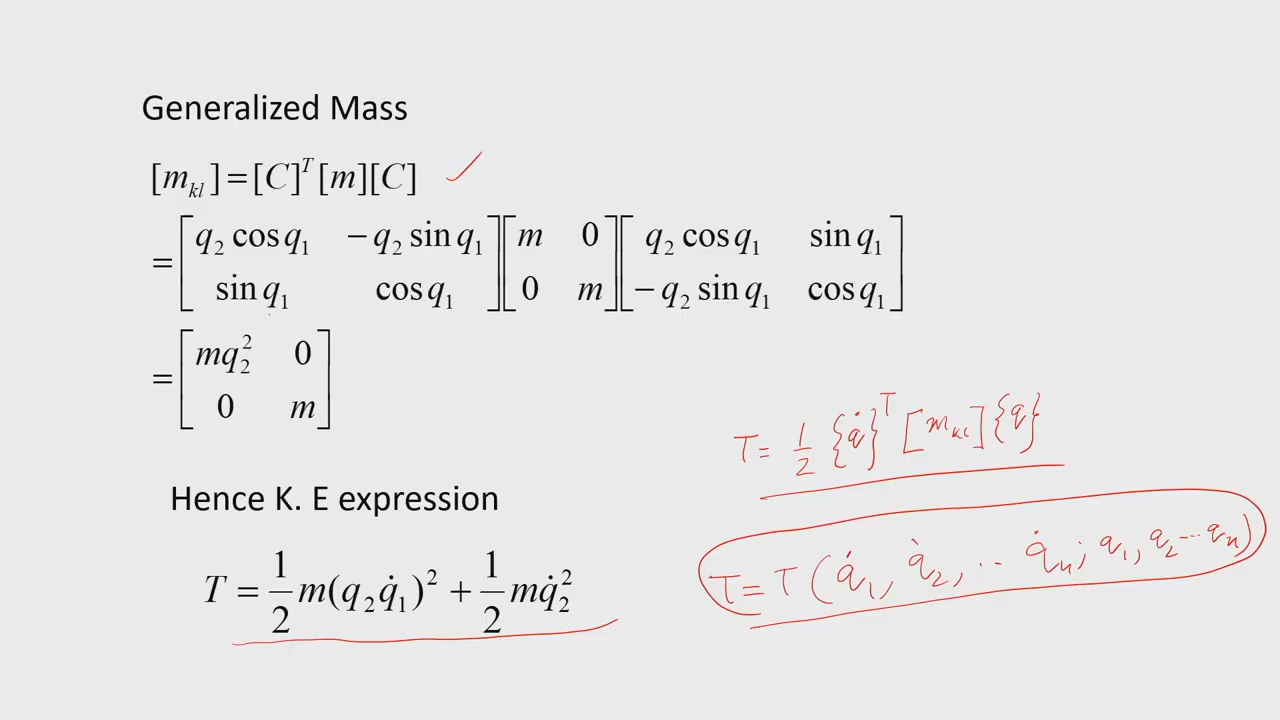 Generalized Mass
[m_kl] = [C]^T [m][C]
= [q₂ cos q₁  − q₂ sin q₁; sin q₁  cos q₁] [m  0; 0  m] [q₂ cos q₁  sin q₁; − q₂ sin q₁  cos q₁]
= [mq₂²  0; 0  m]
T = 1/2 {q̇}^T [m_kl] {q}
Hence K. E expression
T = 1/2 m(q₂q̇₁)² + 1/2 mq̇₂²
T = T (q̇₁, q̇₂, .. q̇ₙ; q₁, q₂ ... qₙ)